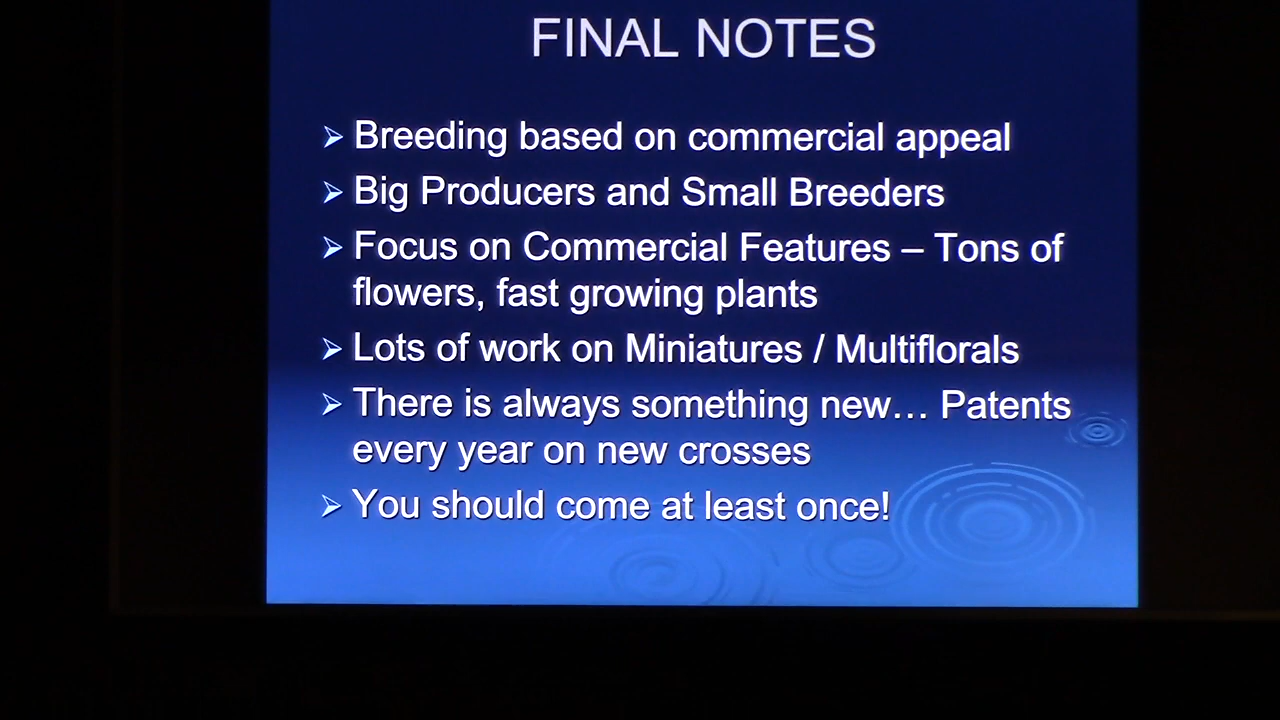 FINAL NOTES
Breeding based on commercial appeal
Big Producers and Small Breeders
Focus on Commercial Features – Tons of
flowers, fast growing plants
Lots of work on Miniatures / Multiflorals
There is always something new... Patents
every year on new crosses
You should come at least once!